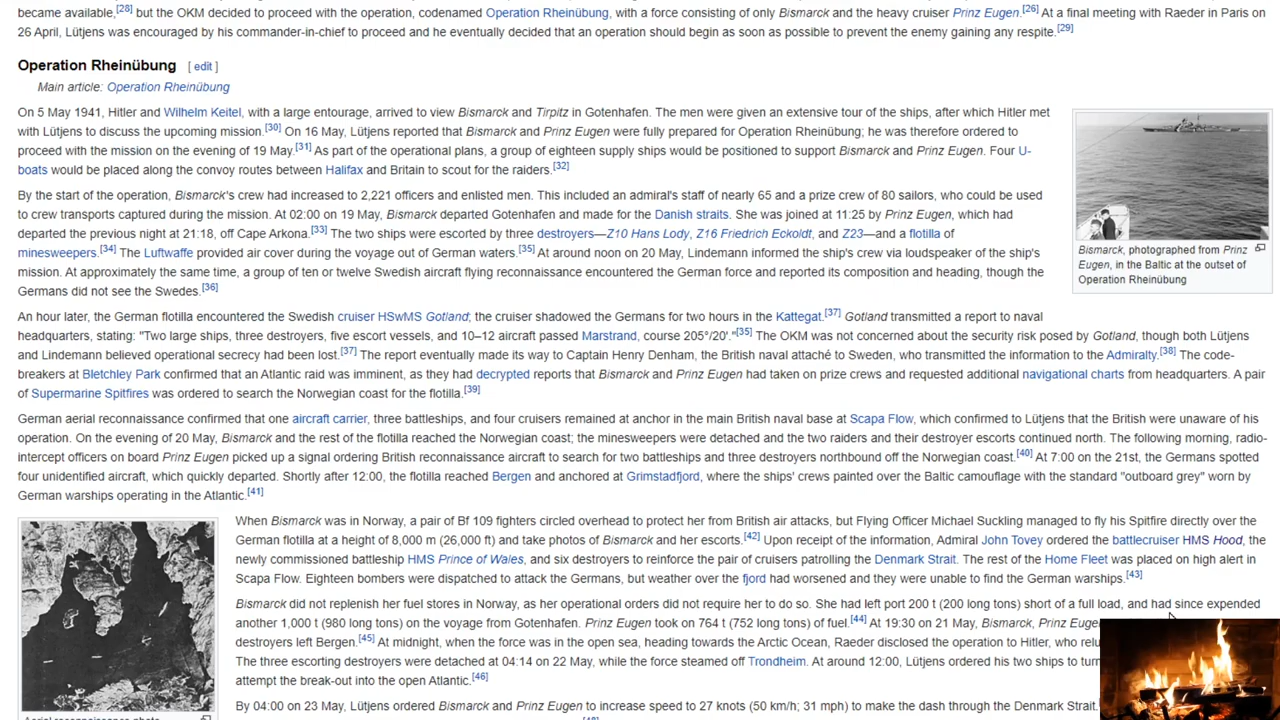 became available,[28] but the OKM decided to proceed with the operation, codenamed Operation Rheinübung, with a force consisting of only Bismarck and the heavy cruiser Prinz Eugen.[26] At a final meeting with Raeder in Paris on
26 April, Lütjens was encouraged by his commander-in-chief to proceed and he eventually decided that an operation should begin as soon as possible to prevent the enemy gaining any respite.[29]
Operation Rheinübung [ edit ]
Main article: Operation Rheinübung
On 5 May 1941, Hitler and Wilhelm Keitel, with a large entourage, arrived to view Bismarck and Tirpitz in Gotenhafen. The men were given an extensive tour of the ships, after which Hitler met
with Lütjens to discuss the upcoming mission.[30] On 16 May, Lütjens reported that Bismarck and Prinz Eugen were fully prepared for Operation Rheinübung; he was therefore ordered to
proceed with the mission on the evening of 19 May.[31] As part of the operational plans, a group of eighteen supply ships would be positioned to support Bismarck and Prinz Eugen. Four U-
boats would be placed along the convoy routes between Halifax and Britain to scout for the raiders.[32]
By the start of the operation, Bismarck's crew had increased to 2,221 officers and enlisted men. This included an admiral's staff of nearly 65 and a prize crew of 80 sailors, who could be used
to crew transports captured during the mission. At 02:00 on 19 May, Bismarck departed Gotenhafen and made for the Danish straits. She was joined at 11:25 by Prinz Eugen, which had
departed the previous night at 21:18, off Cape Arkona.[33] The two ships were escorted by three destroyers—Z10 Hans Lody, Z16 Friedrich Eckoldt, and Z23—and a flotilla of
minesweepers.[34] The Luftwaffe provided air cover during the voyage out of German waters.[35] At around noon on 20 May, Lindemann informed the ship's crew via loudspeaker of the ship's
mission. At approximately the same time, a group of ten or twelve Swedish aircraft flying reconnaissance encountered the German force and reported its composition and heading, though the
Germans did not see the Swedes.[36]
Bismarck, photographed from Prinz
Eugen, in the Baltic at the outset of
Operation Rheinübung
An hour later, the German flotilla encountered the Swedish cruiser HSwMS Gotland; the cruiser shadowed the Germans for two hours in the Kattegat.[37] Gotland transmitted a report to naval
headquarters, stating: "Two large ships, three destroyers, five escort vessels, and 10–12 aircraft passed Marstrand, course 205°/20'."[35] The OKM was not concerned about the security risk posed by Gotland, though both Lütjens
and Lindemann believed operational secrecy had been lost.[37] The report eventually made its way to Captain Henry Denham, the British naval attaché to Sweden, who transmitted the information to the Admiralty.[38] The code-
breakers at Bletchley Park confirmed that an Atlantic raid was imminent, as they had decrypted reports that Bismarck and Prinz Eugen had taken on prize crews and requested additional navigational charts from headquarters. A pair
of Supermarine Spitfires was ordered to search the Norwegian coast for the flotilla.[39]
German aerial reconnaissance confirmed that one aircraft carrier, three battleships, and four cruisers remained at anchor in the main British naval base at Scapa Flow, which confirmed to Lütjens that the British were unaware of his
operation. On the evening of 20 May, Bismarck and the rest of the flotilla reached the Norwegian coast; the minesweepers were detached and the two raiders and their destroyer escorts continued north. The following morning, radio-
intercept officers on board Prinz Eugen picked up a signal ordering British reconnaissance aircraft to search for two battleships and three destroyers northbound off the Norwegian coast.[40] At 7:00 on the 21st, the Germans spotted
four unidentified aircraft, which quickly departed. Shortly after 12:00, the flotilla reached Bergen and anchored at Grimstadfjord, where the ships' crews painted over the Baltic camouflage with the standard "outboard grey" worn by
German warships operating in the Atlantic.[41]
When Bismarck was in Norway, a pair of Bf 109 fighters circled overhead to protect her from British air attacks, but Flying Officer Michael Suckling managed to fly his Spitfire directly over the
German flotilla at a height of 8,000 m (26,000 ft) and take photos of Bismarck and her escorts.[42] Upon receipt of the information, Admiral John Tovey ordered the battlecruiser HMS Hood, the
newly commissioned battleship HMS Prince of Wales, and six destroyers to reinforce the pair of cruisers patrolling the Denmark Strait. The rest of the Home Fleet was placed on high alert in
Scapa Flow. Eighteen bombers were dispatched to attack the Germans, but weather over the fjord had worsened and they were unable to find the German warships.[43]
Bismarck did not replenish her fuel stores in Norway, as her operational orders did not require her to do so. She had left port 200 t (200 long tons) short of a full load, and had since expended
another 1,000 t (980 long tons) on the voyage from Gotenhafen. Prinz Eugen took on 764 t (752 long tons) of fuel.[44] At 19:30 on 21 May, Bismarck, Prinz Euge
destroyers left Bergen.[45] At midnight, when the force was in the open sea, heading towards the Arctic Ocean, Raeder disclosed the operation to Hitler, who relu
The three escorting destroyers were detached at 04:14 on 22 May, while the force steamed off Trondheim. At around 12:00, Lütjens ordered his two ships to turn
attempt the break-out into the open Atlantic.[46]
By 04:00 on 23 May, Lütjens ordered Bismarck and Prinz Eugen to increase speed to 27 knots (50 km/h; 31 mph) to make the dash through the Denmark Strait.